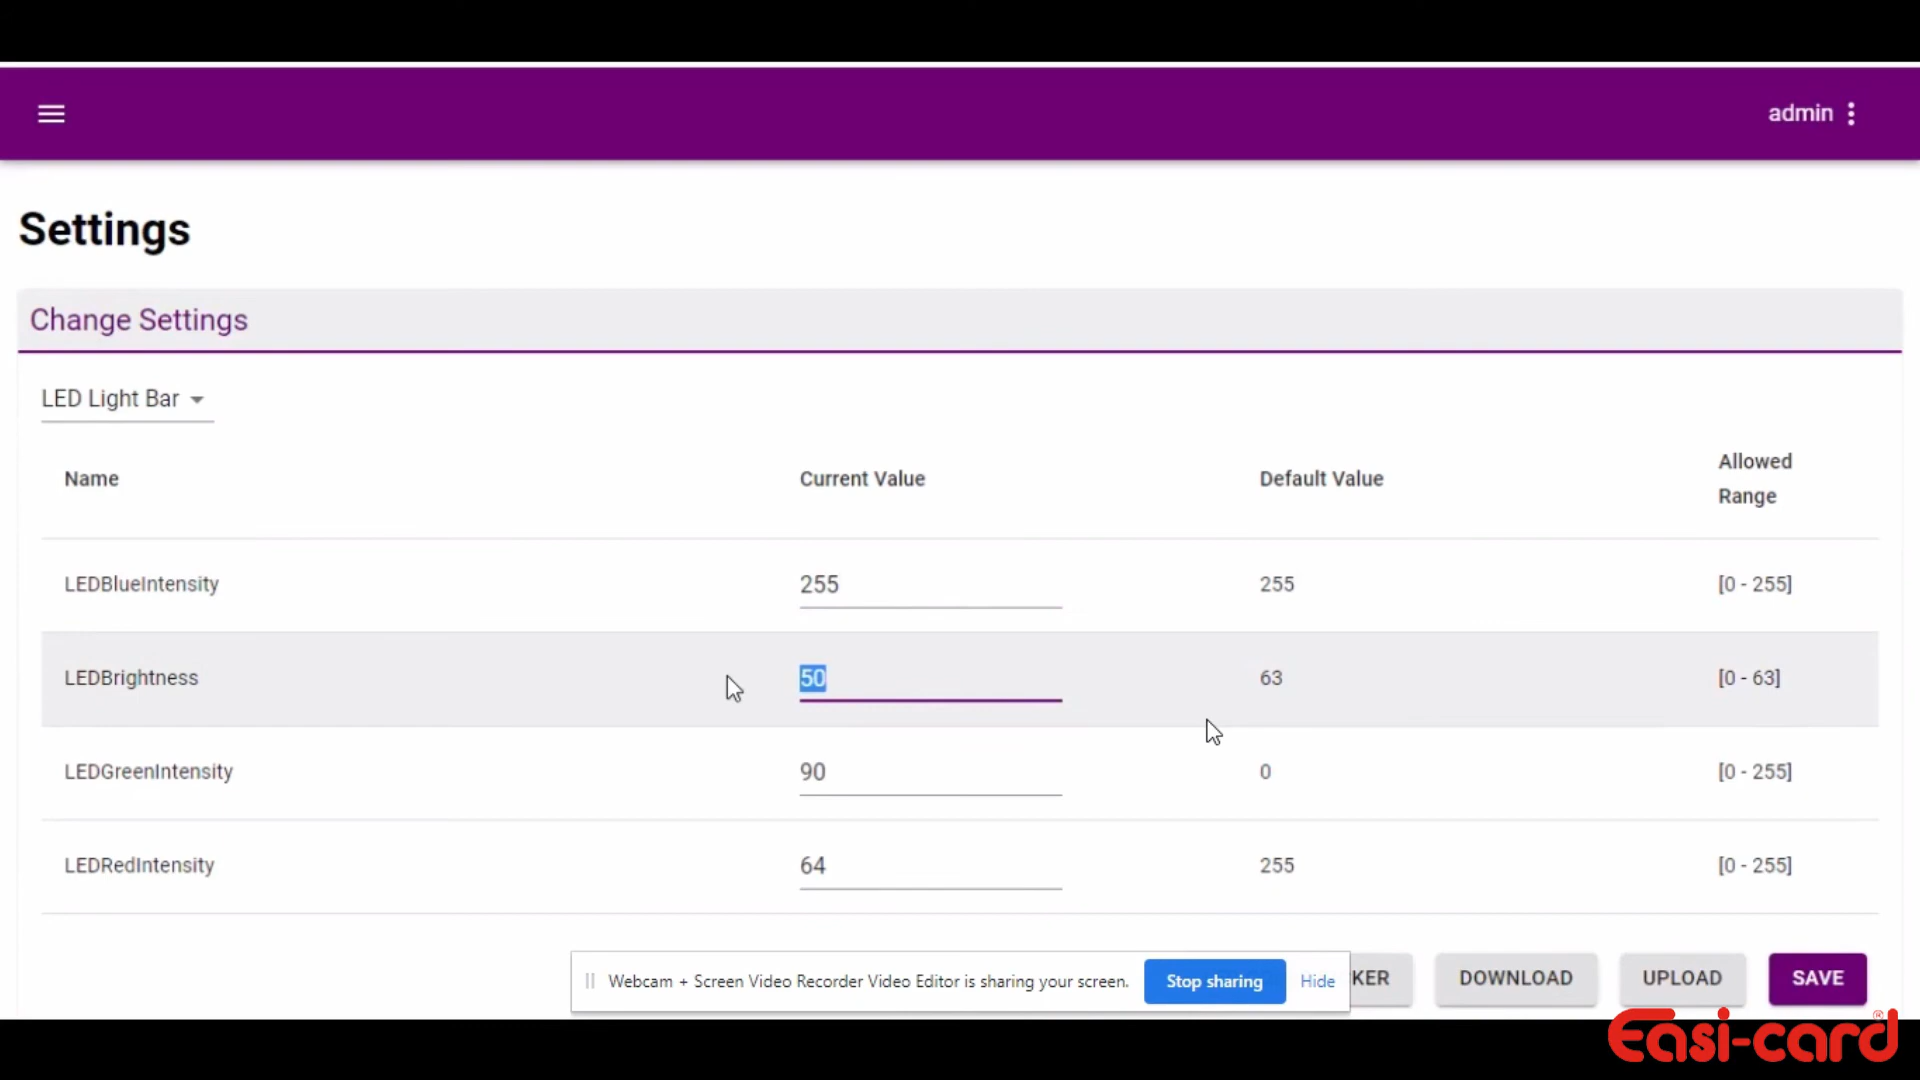 admin
Settings
Change Settings
LED Light Bar
Name Current Value Default Value Allowed Range
LEDBlueIntensity 255 255 [0 - 255]
LEDBrightness 50 63 [0 - 63]
LEDGreenIntensity 90 0 [0 - 255]
LEDRedIntensity 64 255 [0 - 255]
Webcam + Screen Video Recorder Video Editor is sharing your screen. Stop sharing Hide KER DOWNLOAD UPLOAD SAVE
Easi-card®